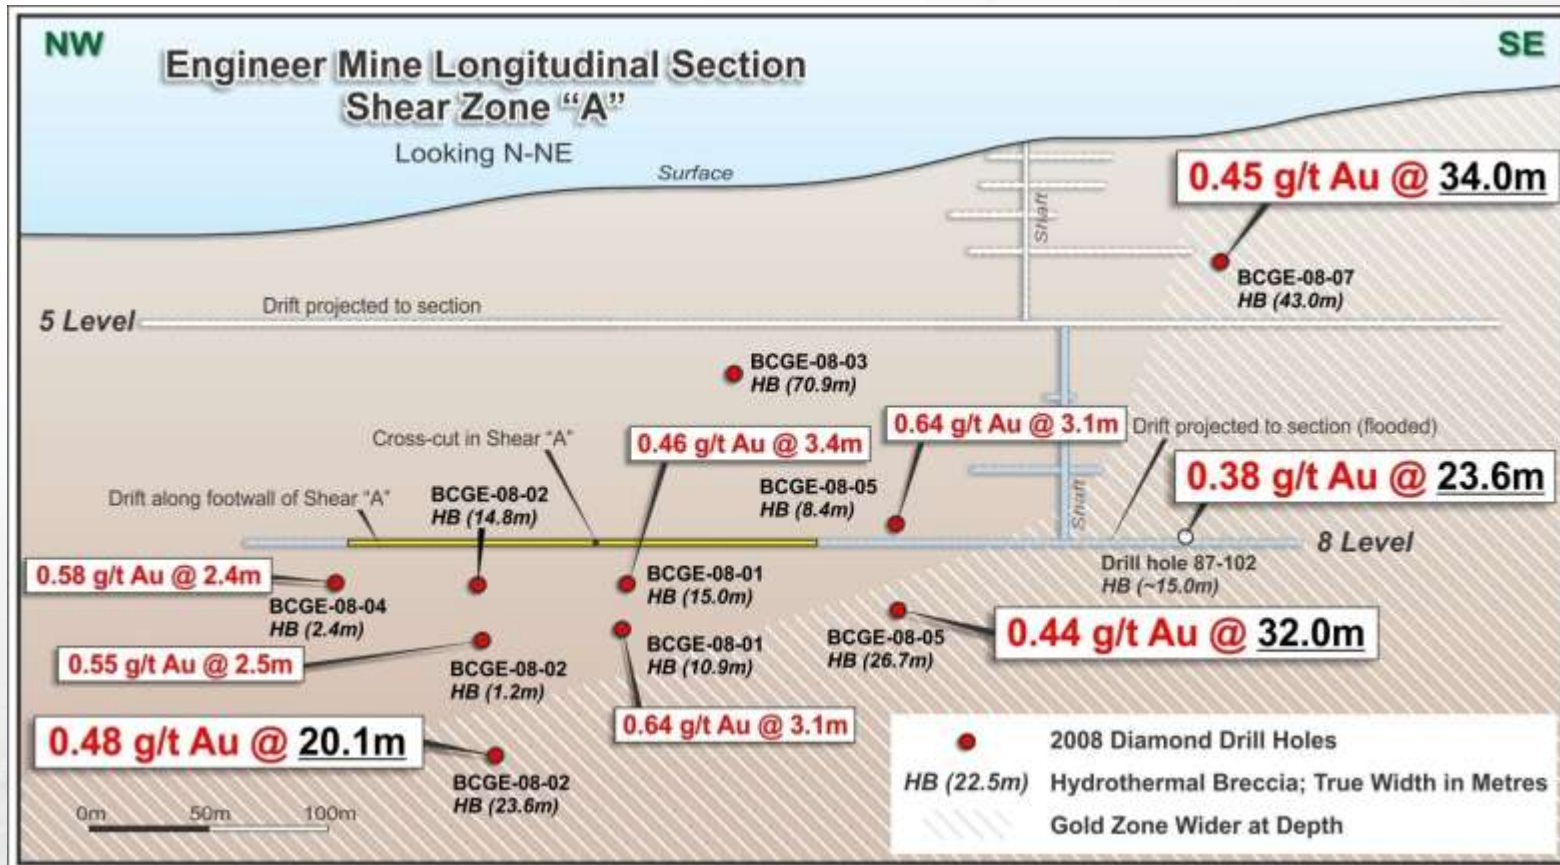 NW
SE
Engineer Mine Longitudinal Section
Shear Zone “A”
Looking N-NE
Surface
Shaft
0.45 g/t Au @ 34.0m
BCGE-08-07
HB (43.0m)
Drift projected to section
5 Level
BCGE-08-03
HB (70.9m)
0.64 g/t Au @ 3.1m
Drift projected to section (flooded)
Cross-cut in Shear “A”
0.46 g/t Au @ 3.4m
0.38 g/t Au @ 23.6m
Drift along footwall of Shear “A”
BCGE-08-02
HB (14.8m)
BCGE-08-05
HB (8.4m)
Shaft
8 Level
Drill hole 87-102
HB (~15.0m)
0.58 g/t Au @ 2.4m
BCGE-08-04
HB (2.4m)
BCGE-08-01
HB (15.0m)
0.55 g/t Au @ 2.5m
BCGE-08-02
HB (1.2m)
BCGE-08-01
HB (10.9m)
BCGE-08-05
HB (26.7m)
0.44 g/t Au @ 32.0m
0.64 g/t Au @ 3.1m
0.48 g/t Au @ 20.1m
BCGE-08-02
HB (23.6m)
0m 50m 100m
2008 Diamond Drill Holes
HB (22.5m) Hydrothermal Breccia; True Width in Metres
Gold Zone Wider at Depth